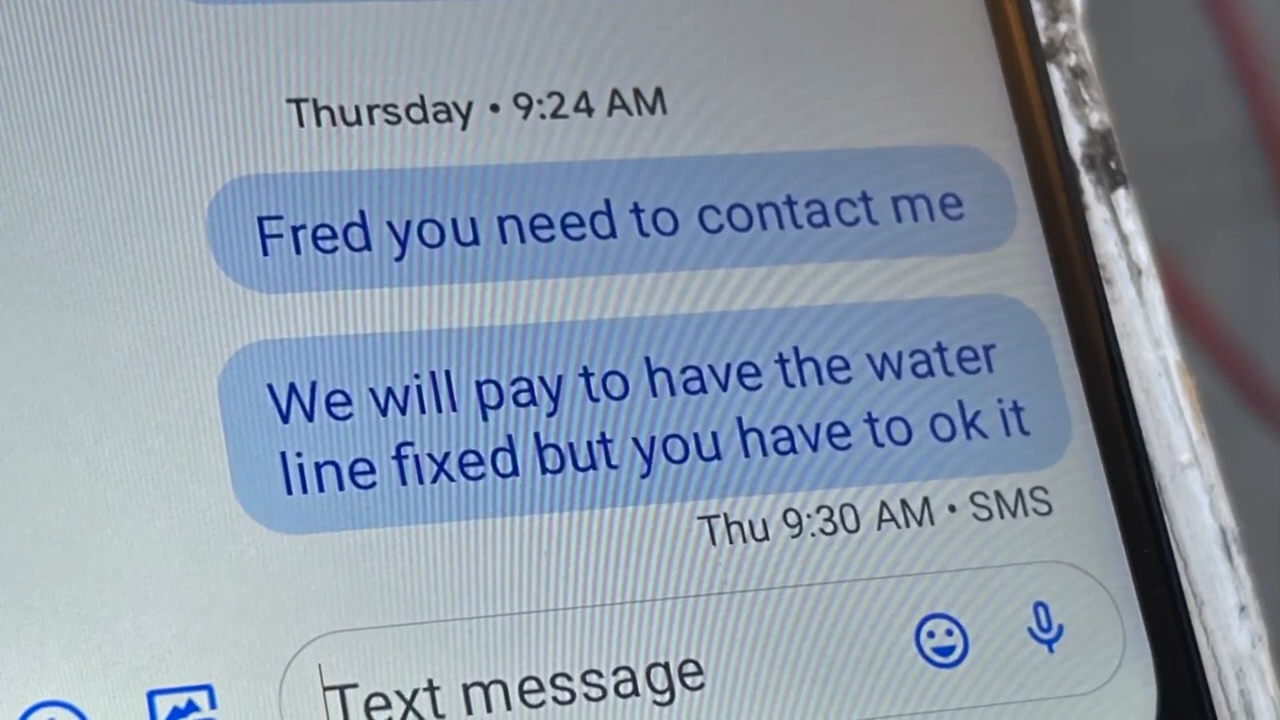 Thursday • 9:24 AM
Fred you need to contact me
We will pay to have the water
line fixed but you have to ok it
Thu 9:30 AM • SMS
Text message